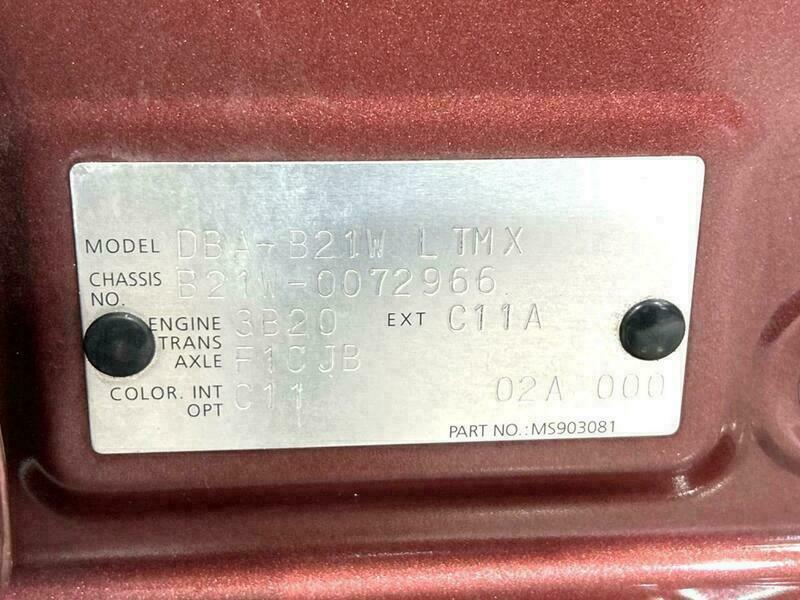 MODEL DBA-B21W LTMX
CHASSIS NO. B21W-0072966
ENGINE 3B20 EXT C11A
TRANS AXLE F1CJB
COLOR. INT OPT C11 02A 000
PART NO.:MS903081